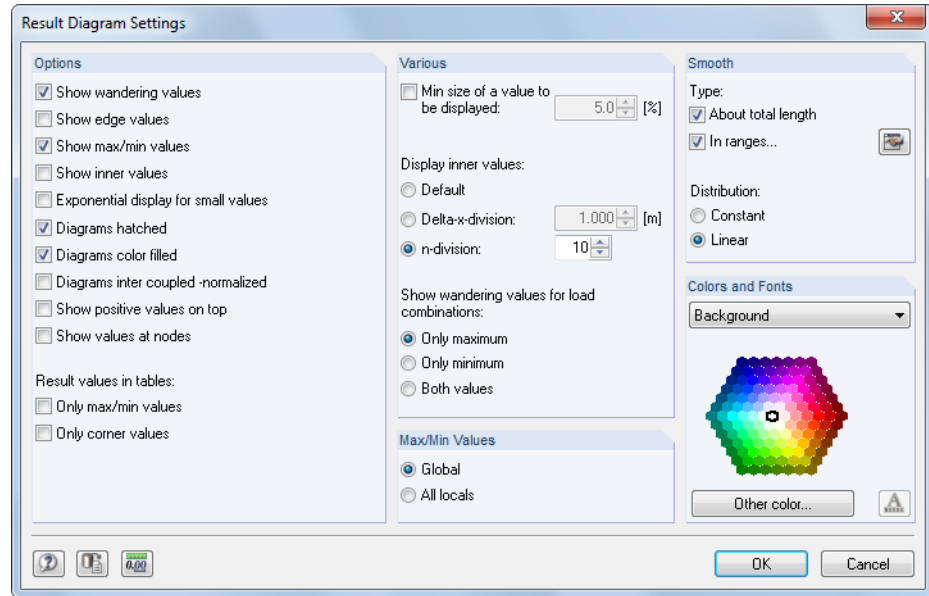 Result Diagram Settings
Options
Show wandering values
Show edge values
Show max/min values
Show inner values
Exponential display for small values
Diagrams hatched
Diagrams color filled
Diagrams inter coupled -normalized
Show positive values on top
Show values at nodes
Result values in tables:
Only max/min values
Only corner values
Various
Min size of a value to
be displayed:
5.0 [%]
Display inner values:
Default
Delta-x-division: 1.000 [m]
n-division: 10
Show wandering values for load
combinations:
Only maximum
Only minimum
Both values
Max/Min Values
Global
All locals
Smooth
Type:
About total length
In ranges...
Distribution:
Constant
Linear
Colors and Fonts
Background
Other color...
A
0.00
OK
Cancel